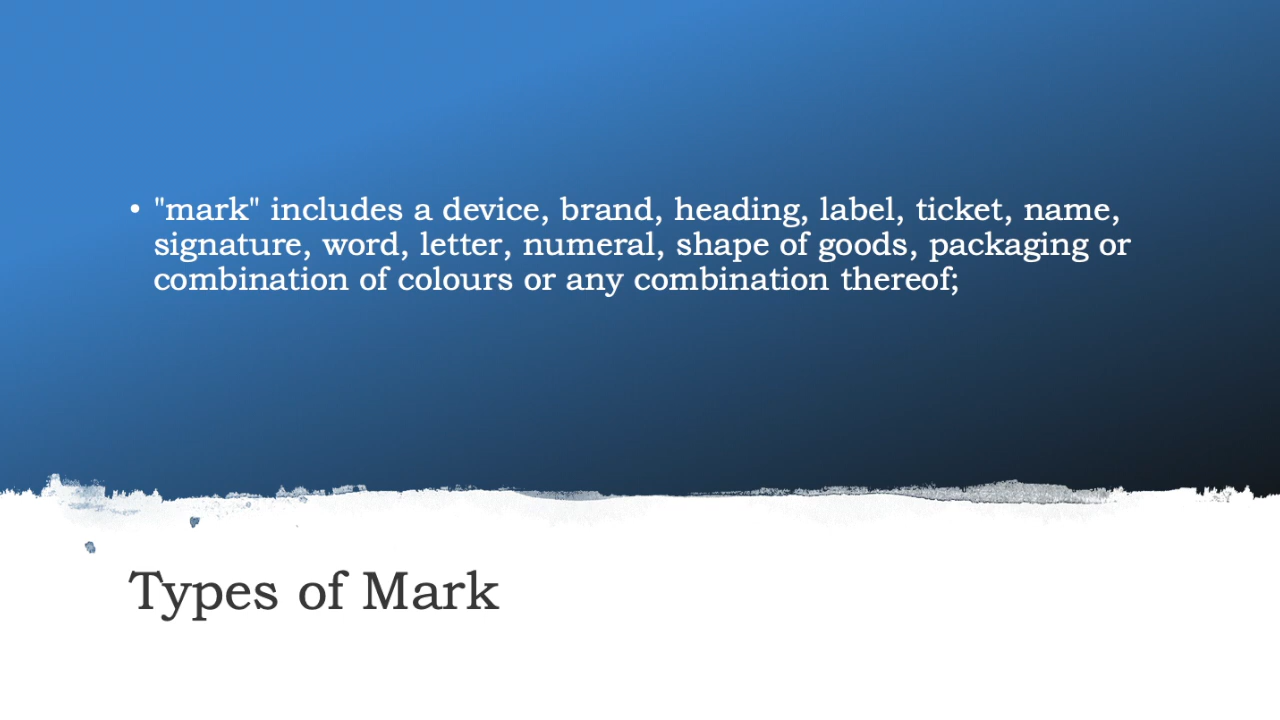 • "mark" includes a device, brand, heading, label, ticket, name,
signature, word, letter, numeral, shape of goods, packaging or
combination of colours or any combination thereof;
Types of Mark